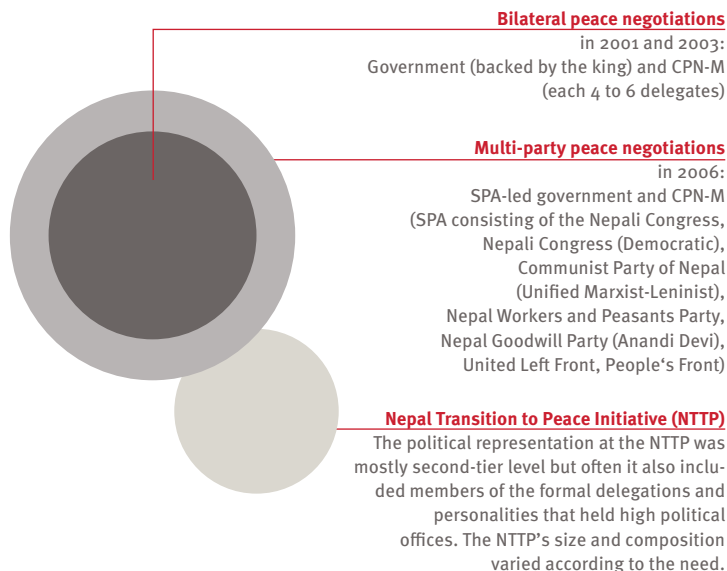 Bilateral peace negotiations
in 2001 and 2003:
Government (backed by the king) and CPN-M
(each 4 to 6 delegates)
Multi-party peace negotiations
in 2006:
SPA-led government and CPN-M
(SPA consisting of the Nepali Congress,
Nepali Congress (Democratic),
Communist Party of Nepal
(Unified Marxist-Leninist),
Nepal Workers and Peasants Party,
Nepal Goodwill Party (Anandi Devi),
United Left Front, People‘s Front)
Nepal Transition to Peace Initiative (NTTP)
The political representation at the NTTP was
mostly second-tier level but often it also inclu-
ded members of the formal delegations and
personalities that held high political
offices. The NTTP’s size and composition
varied according to the need.